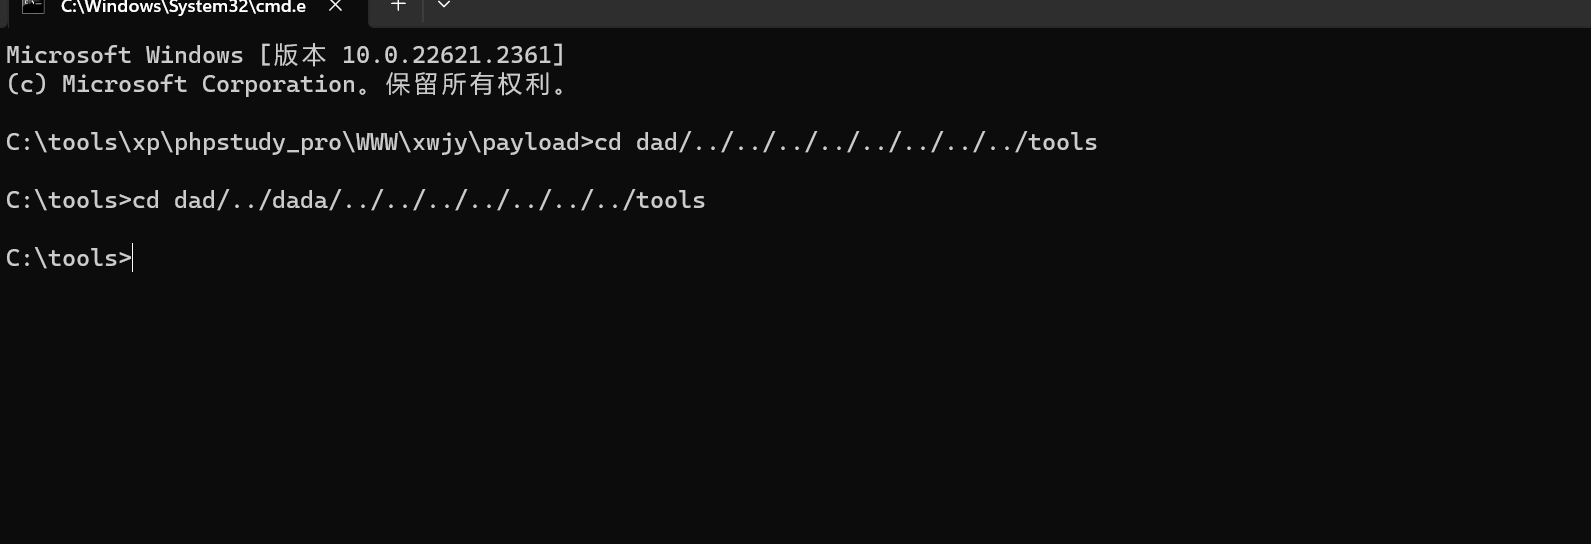 C:\Windows\System32\cmd.e
Microsoft Windows [版本 10.0.22621.2361]
(c) Microsoft Corporation。保留所有权利。
C:\tools\xp\phpstudy_pro\WWW\xwjy\payload>cd dad/../../../../../../../../tools
C:\tools>cd dad/../dada/../../../../../../../tools
C:\tools>